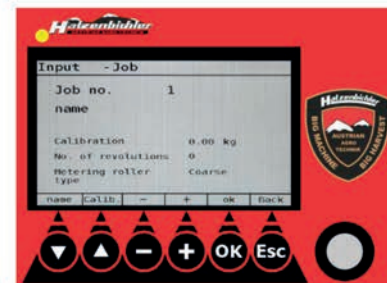 Hatzenbichler
Input -Job
Job no. 1
name
Calibration 0.00 kg
No. of revolutions 0
Metering roller type Coarse
name Calib. - + ok Back
- + OK Esc
Hatzenbichler
AUSTRIAN
AGRO
TECHNIK
BIG MACHINE
BIG HARVEST